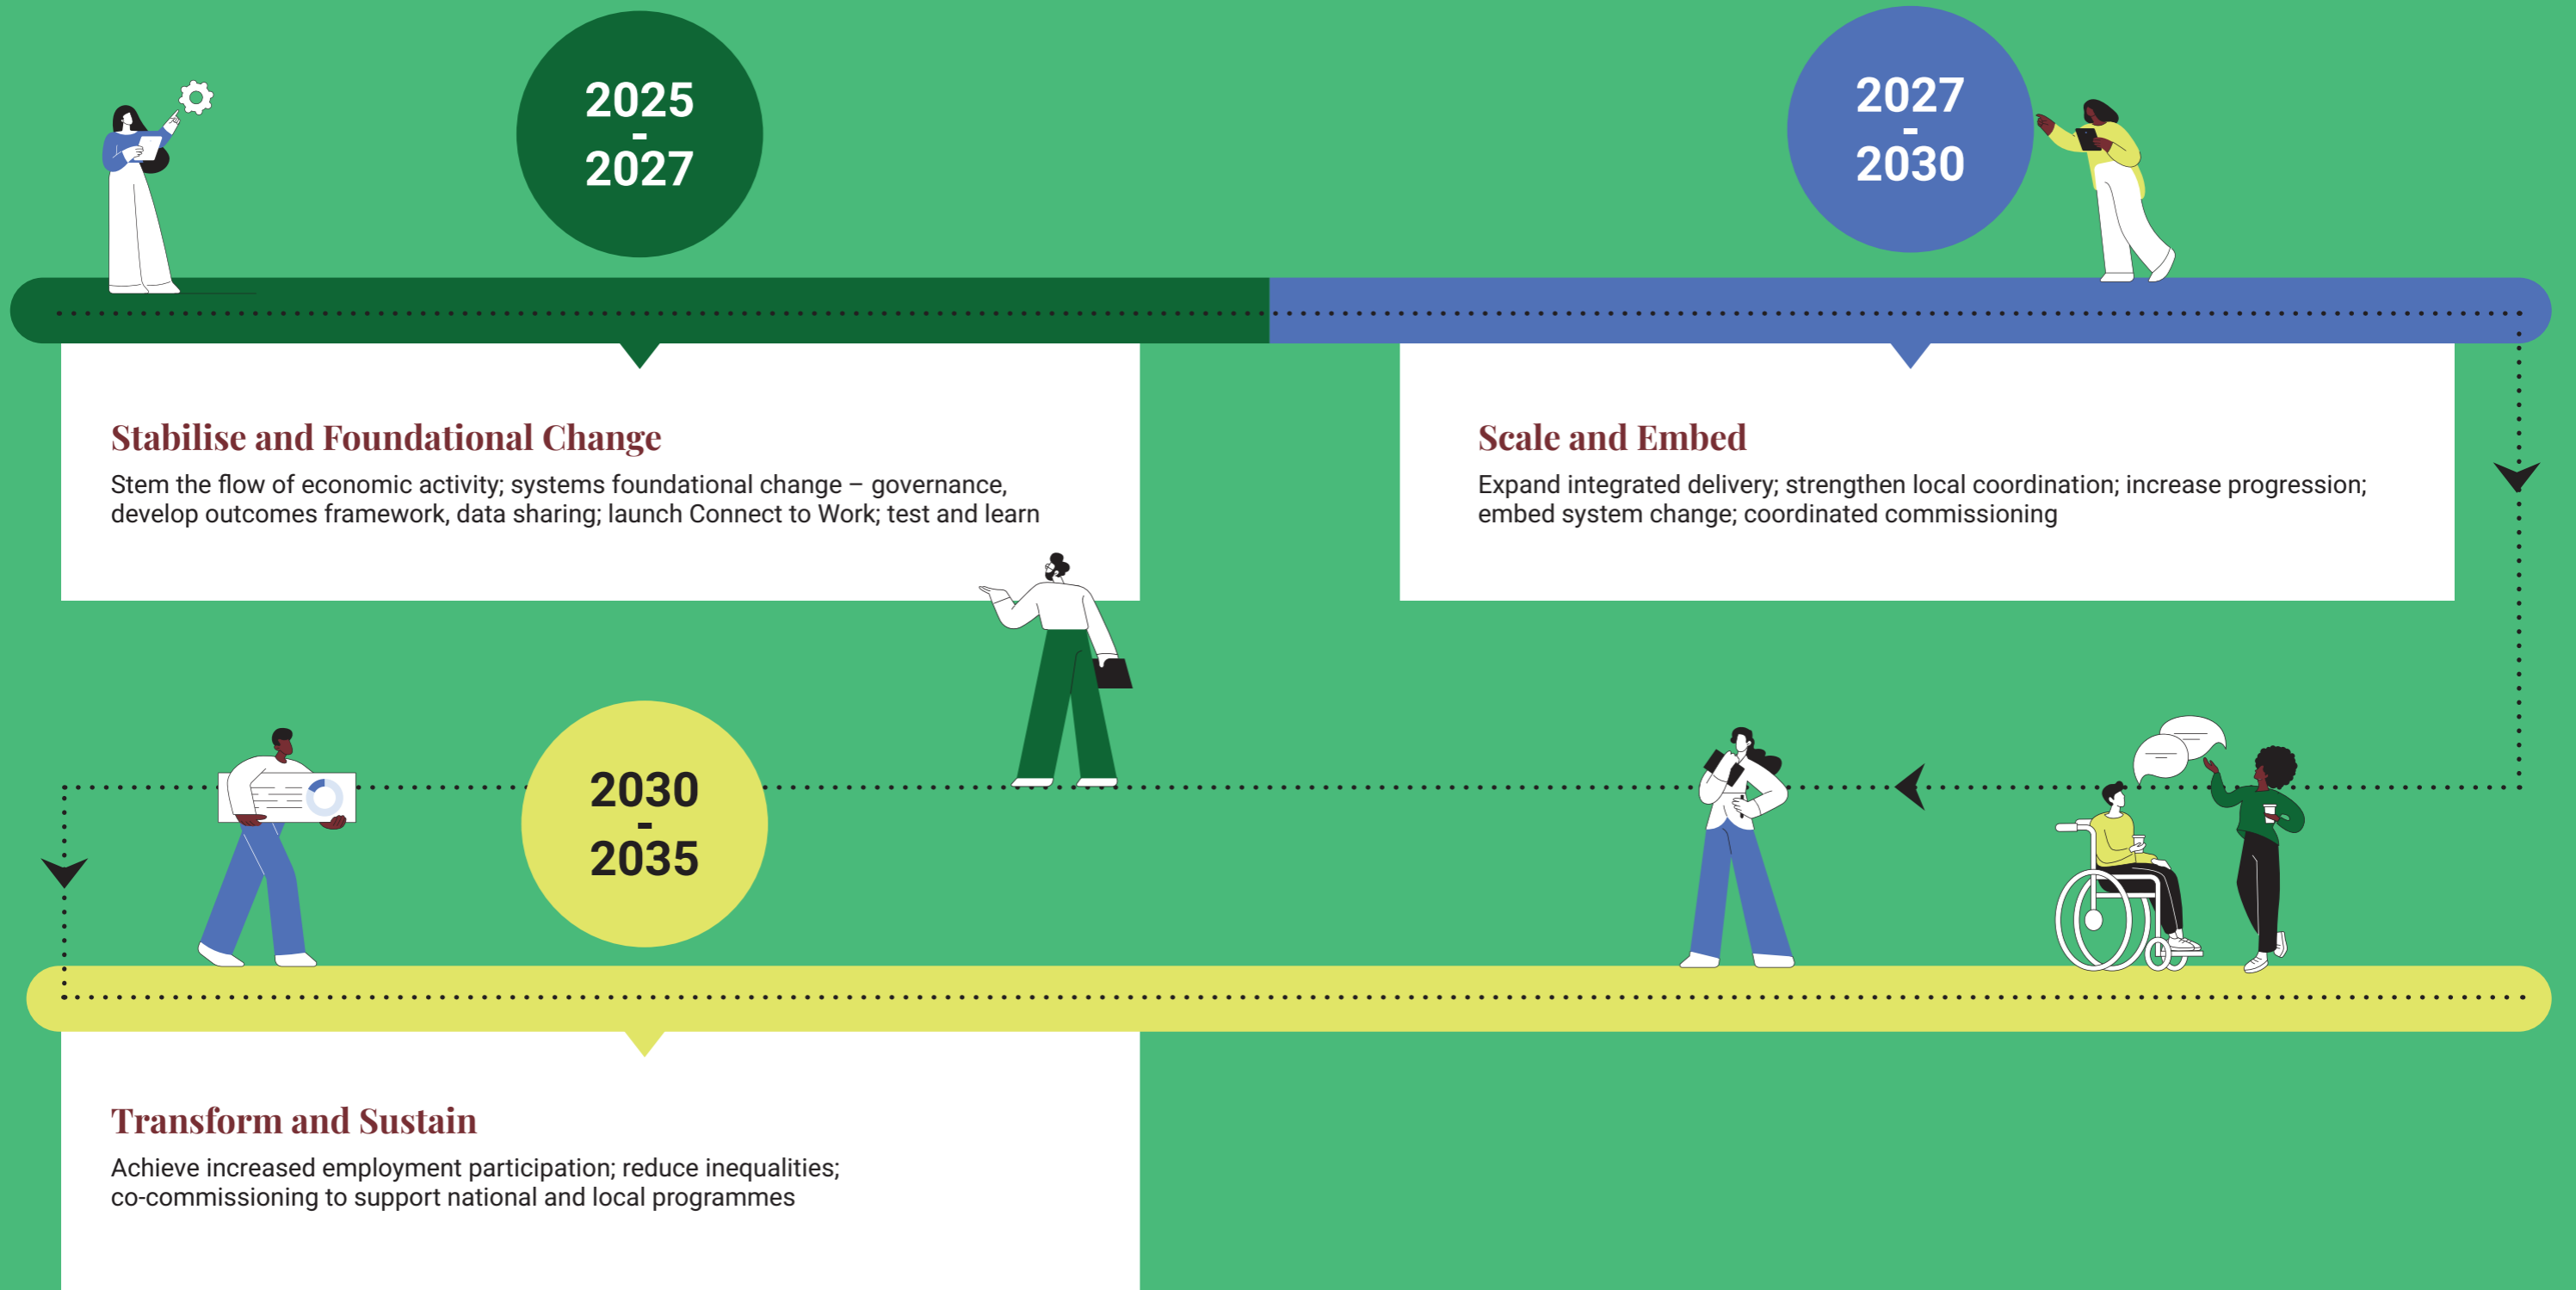 2025
-
2027
2027
-
2030
Stabilise and Foundational Change
Stem the flow of economic activity; systems foundational change – governance,
develop outcomes framework, data sharing; launch Connect to Work; test and learn
Scale and Embed
Expand integrated delivery; strengthen local coordination; increase progression;
embed system change; coordinated commissioning
2030
-
2035
Transform and Sustain
Achieve increased employment participation; reduce inequalities;
co-commissioning to support national and local programmes